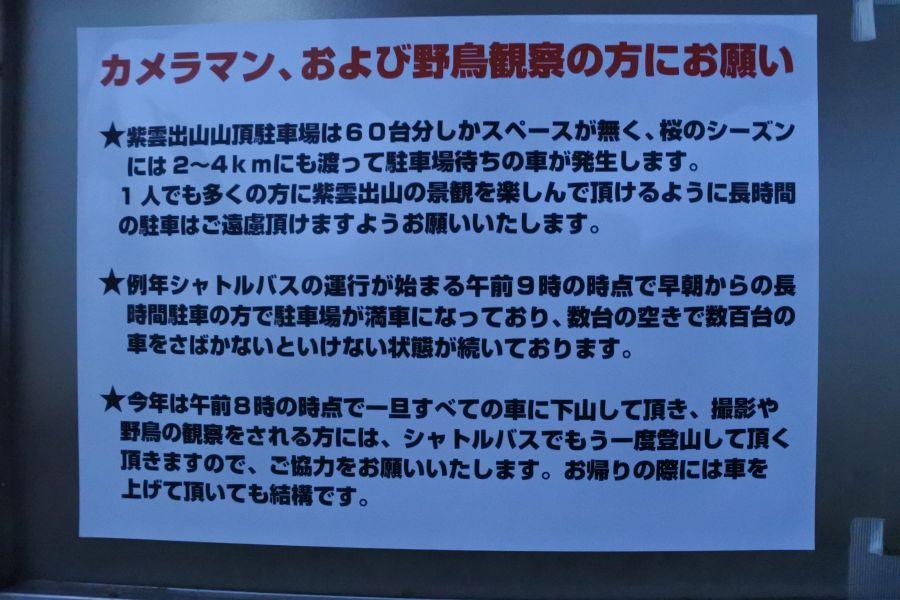 カメラマン、および野鳥観察の方にお願い
★紫雲出山山頂駐車場は60台分しかスペースが無く、桜のシーズン
には2〜4kmにも渡って駐車場待ちの車が発生します。
1人でも多くの方に紫雲出山の景観を楽しんで頂けるように長時間
の駐車はご遠慮頂けますようお願いいたします。
★例年シャトルバスの運行が始まる午前9時の時点で早朝からの長
時間駐車の方で駐車場が満車になっており、数台の空きで数百台の
車をさばかないといけない状態が続いております。
★今年は午前8時の時点で一旦すべての車に下山して頂き、撮影や
野鳥の観察をされる方には、シャトルバスでもう一度登山して頂く
頂きますので、ご協力をお願いいたします。お帰りの際には車を
上げて頂いても結構です。